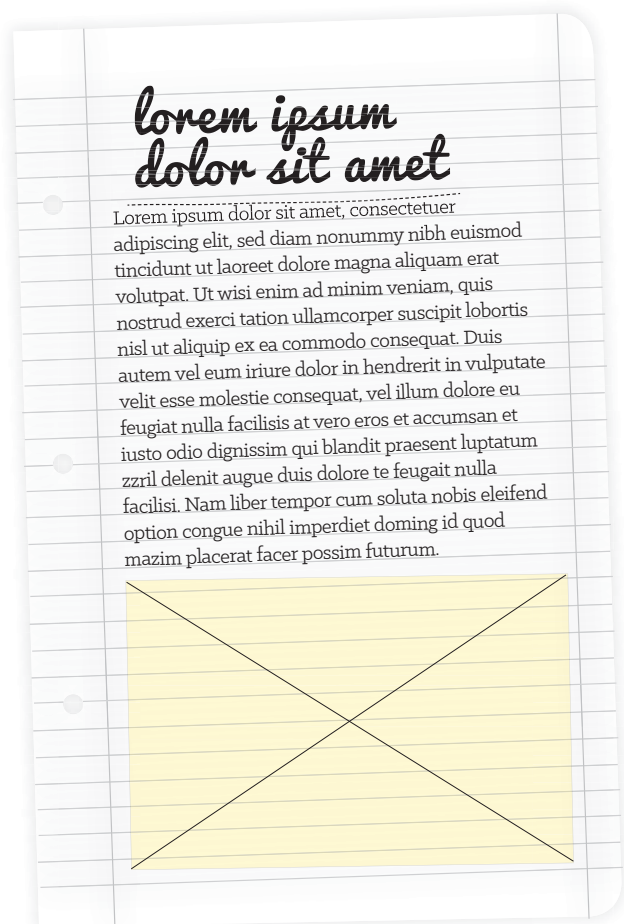 lorem ipsum
dolor sit amet
Lorem ipsum dolor sit amet, consectetuer
adipiscing elit, sed diam nonummy nibh euismod
tincidunt ut laoreet dolore magna aliquam erat
volutpat. Ut wisi enim ad minim veniam, quis
nostrud exerci tation ullamcorper suscipit lobortis
nisl ut aliquip ex ea commodo consequat. Duis
autem vel eum iriure dolor in hendrerit in vulputate
velit esse molestie consequat, vel illum dolore eu
feugiat nulla facilisis at vero eros et accumsan et
iusto odio dignissim qui blandit praesent luptatum
zzril delenit augue duis dolore te feugait nulla
facilisi. Nam liber tempor cum soluta nobis eleifend
option congue nihil imperdiet doming id quod
mazim placerat facer possim futurum.